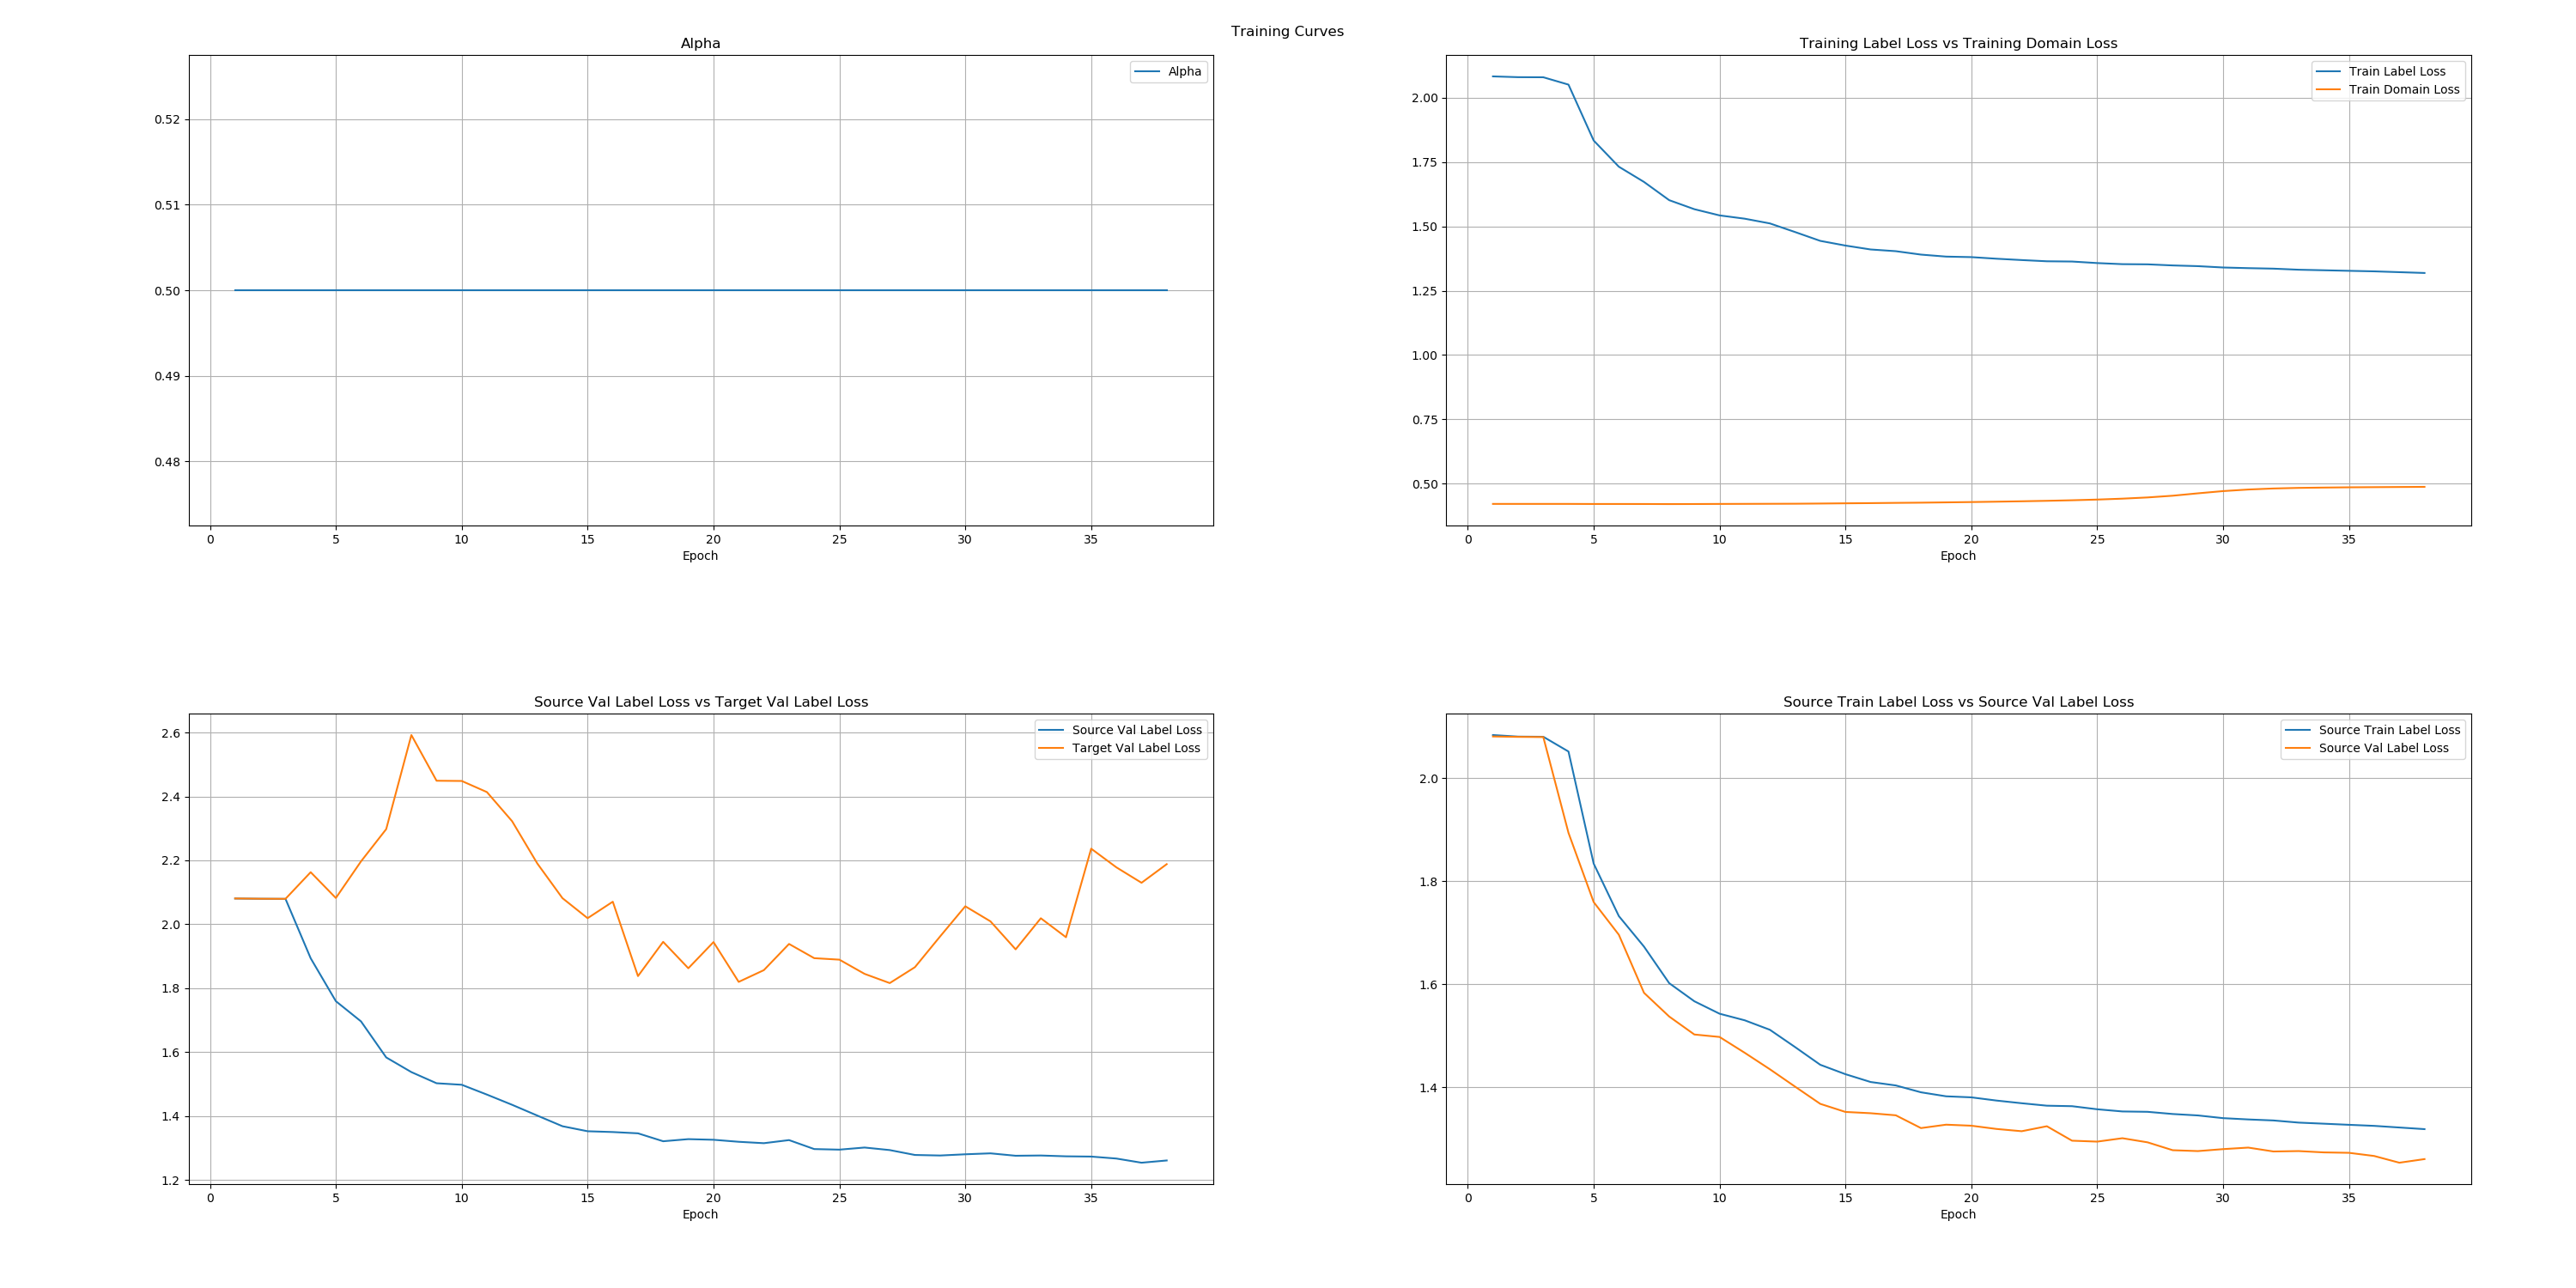 Training Curves
Alpha
Alpha
0.52
0.51
0.50
0.49
0.48
0 5 10 15 20 25 30 35
Epoch
Training Label Loss vs Training Domain Loss
Train Label Loss
Train Domain Loss
2.00
1.75
1.50
1.25
1.00
0.75
0.50
0 5 10 15 20 25 30 35
Epoch
Source Val Label Loss vs Target Val Label Loss
Source Val Label Loss
Target Val Label Loss
2.6
2.4
2.2
2.0
1.8
1.6
1.4
1.2
0 5 10 15 20 25 30 35
Epoch
Source Train Label Loss vs Source Val Label Loss
Source Train Label Loss
Source Val Label Loss
2.0
1.8
1.6
1.4
0 5 10 15 20 25 30 35
Epoch